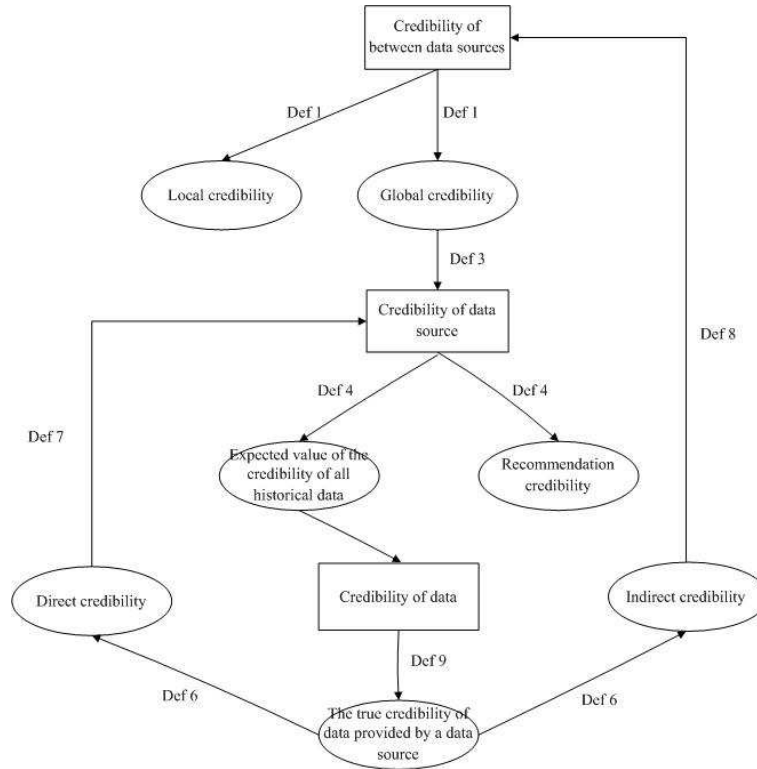 Credibility of
between data sources
Def 1
Def 1
Local credibility
Global credibility
Def 3
Credibility of data
source
Def 8
Def 4
Def 4
Def 7
Expected value of the
credibility of all
historical data
Recommendation
credibility
Direct credibility
Credibility of data
Indirect credibility
Def 9
Def 6
Def 6
The true credibility of
data provided by a data
source